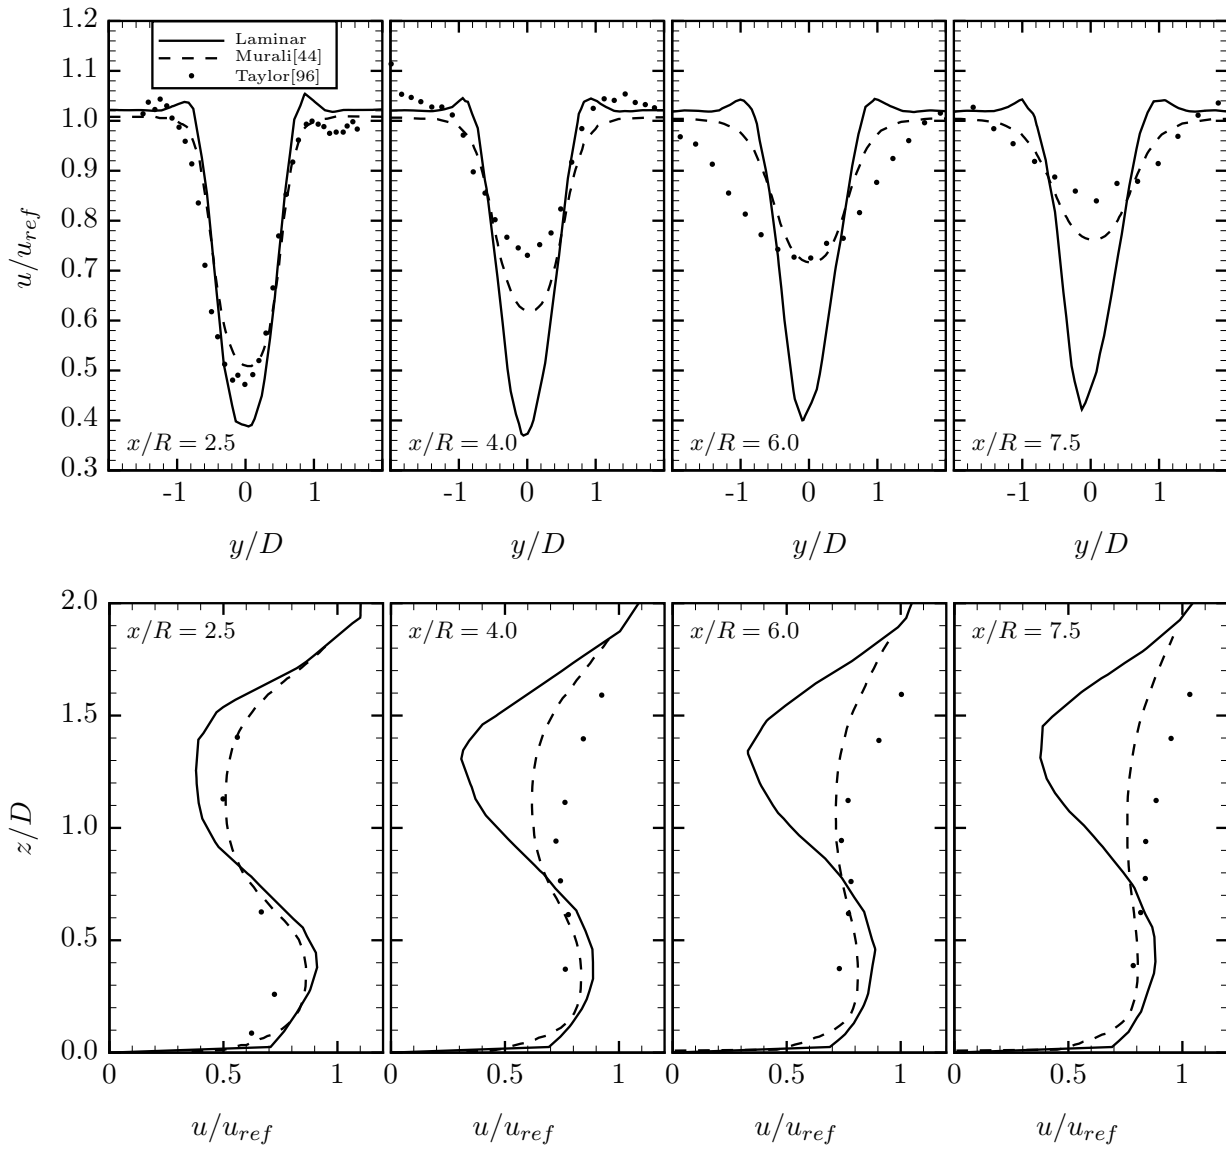 1.2
1.1
1.0
0.9
0.8
0.7
0.6
0.5
0.4
0.3
u/u_ref
Laminar
Murali[44]
Taylor[96]
x/R = 2.5
x/R = 4.0
x/R = 6.0
x/R = 7.5
-1 0 1
-1 0 1
-1 0 1
-1 0 1
y/D
y/D
y/D
y/D
2.0
1.5
1.0
0.5
0.0
z/D
x/R = 2.5
x/R = 4.0
x/R = 6.0
x/R = 7.5
0 0.5 1
0 0.5 1
0 0.5 1
0 0.5 1
u/u_ref
u/u_ref
u/u_ref
u/u_ref